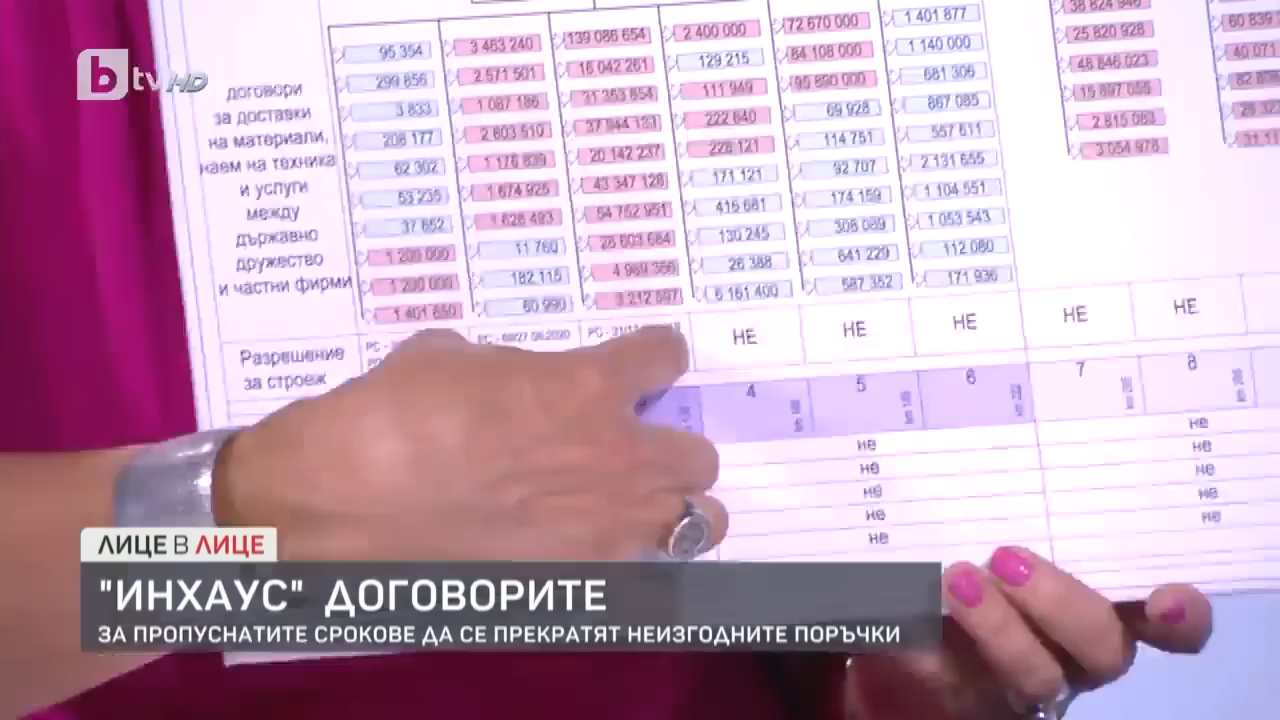 btvHD
договори
за доставки
на материали,
наем на техника
и услуги
между
държавно
дружество
и частни фирми
95 354
299 856
3 833
208 177
62 302
53 235
37 652
1 200 000
1 200 000
1 401 650
3 463 240
2 571 501
1 087 186
2 603 510
1 176 839
1 674 926
1 626 493
11 760
182 115
60 990
139 086 654
16 042 261
31 353 654
37 944 133
20 142 237
43 347 128
54 752 951
28 603 684
4 989 366
3 212 597
2 400 000
129 215
111 949
222 640
228 121
171 121
415 681
130 245
26 388
6 161 400
72 670 000
84 108 000
95 890 000
69 928
114 751
92 707
174 159
308 089
641 229
587 352
1 401 877
1 140 000
681 306
867 085
557 611
2 131 655
1 104 551
1 053 543
112 080
171 936
38 824 946
25 820 928
46 846 023
15 897 055
2 815 083
3 054 978
60 839
40 071
Разрешение
за строеж
НЕ НЕ НЕ НЕ НЕ
4 5 6 7 8
не не
не не
не не
не не
не не
ЛИЦЕ В ЛИЦЕ
"ИНХАУС" ДОГОВОРИТЕ
ЗА ПРОПУСНАТИТЕ СРОКОВЕ ДА СЕ ПРЕКРАТЯТ НЕИЗГОДНИТЕ ПОРЪЧКИ